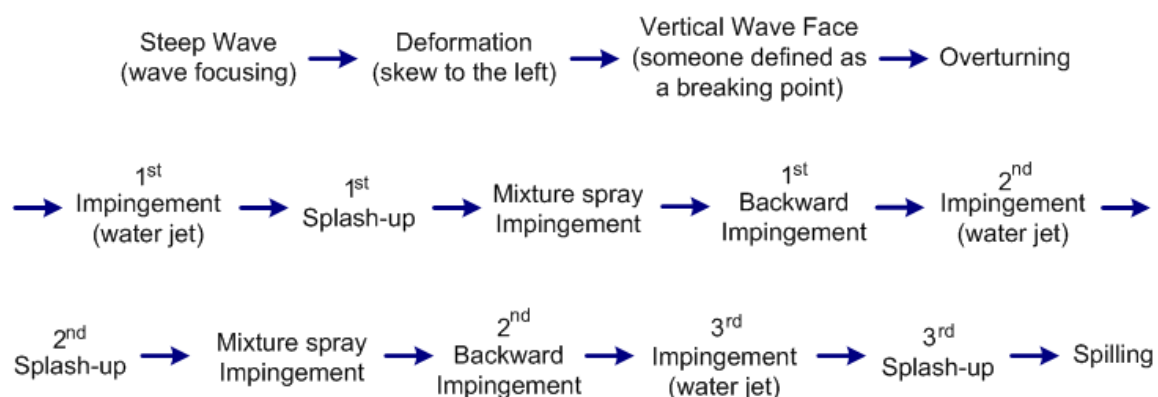 Steep Wave
(wave focusing)
Deformation
(skew to the left)
Vertical Wave Face
(someone defined as
a breaking point)
Overturning
1st
Impingement
(water jet)
1st
Splash-up
Mixture spray
Impingement
1st
Backward
Impingement
2nd
Impingement
(water jet)
2nd
Splash-up
Mixture spray
Impingement
2nd
Backward
Impingement
3rd
Impingement
(water jet)
3rd
Splash-up
Spilling